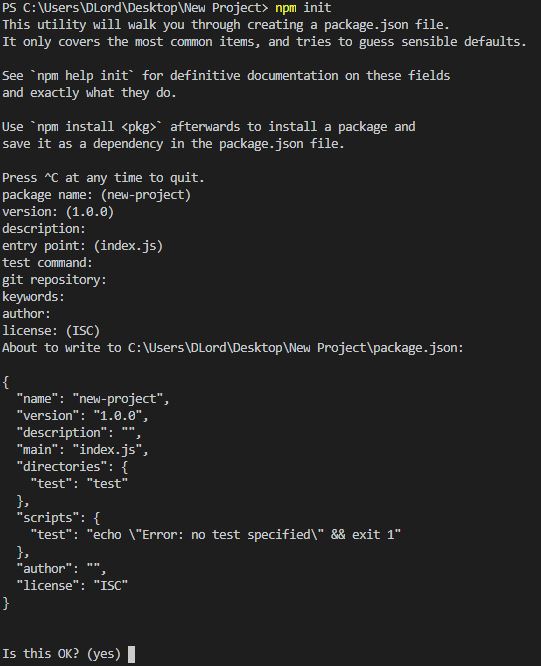 PS C:\Users\DLord\Desktop\New Project> npm init
This utility will walk you through creating a package.json file.
It only covers the most common items, and tries to guess sensible defaults.

See `npm help init` for definitive documentation on these fields
and exactly what they do.

Use `npm install <pkg>` afterwards to install a package and
save it as a dependency in the package.json file.

Press ^C at any time to quit.
package name: (new-project)
version: (1.0.0)
description:
entry point: (index.js)
test command:
git repository:
keywords:
author:
license: (ISC)
About to write to C:\Users\DLord\Desktop\New Project\package.json:

{
  "name": "new-project",
  "version": "1.0.0",
  "description": "",
  "main": "index.js",
  "directories": {
    "test": "test"
  },
  "scripts": {
    "test": "echo \"Error: no test specified\" && exit 1"
  },
  "author": "",
  "license": "ISC"
}

Is this OK? (yes)